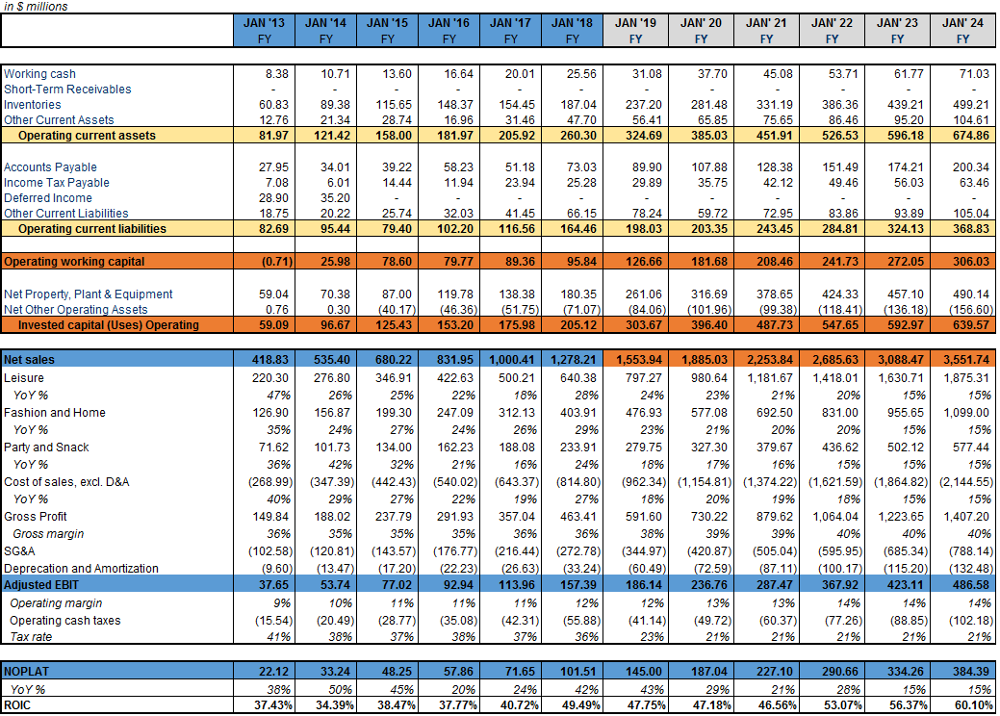 in $ millions
JAN '13 JAN '14 JAN '15 JAN '16 JAN '17 JAN '18 JAN '19 JAN' 20 JAN' 21 JAN' 22 JAN' 23 JAN' 24
FY FY FY FY FY FY FY FY FY FY FY FY
Working cash 8.38 10.71 13.60 16.64 20.01 25.56 31.08 37.70 45.08 53.71 61.77 71.03
Short-Term Receivables - - - - - - - - - - - -
Inventories 60.83 89.38 115.65 148.37 154.45 187.04 237.20 281.48 331.19 386.36 439.21 499.21
Other Current Assets 12.76 21.34 28.74 16.96 31.46 47.70 56.41 65.85 75.65 86.46 95.20 104.61
Operating current assets 81.97 121.42 158.00 181.97 205.92 260.30 324.69 385.03 451.91 526.53 596.18 674.86
Accounts Payable 27.95 34.01 39.22 58.23 51.18 73.03 89.90 107.88 128.38 151.49 174.21 200.34
Income Tax Payable 7.08 6.01 14.44 11.94 23.94 25.28 29.89 35.75 42.12 49.46 56.03 63.46
Deferred Income 28.90 35.20 - - - - - - - - - -
Other Current Liabilities 18.75 20.22 25.74 32.03 41.45 66.15 78.24 59.72 72.95 83.86 93.89 105.04
Operating current liabilities 82.69 95.44 79.40 102.20 116.56 164.46 198.03 203.35 243.45 284.81 324.13 368.83
Operating working capital (0.71) 25.98 78.60 79.77 89.36 95.84 126.66 181.68 208.46 241.73 272.05 306.03
Net Property, Plant & Equipment 59.04 70.38 87.00 119.78 138.38 180.35 261.06 316.69 378.65 424.33 457.10 490.14
Net Other Operating Assets 0.76 0.30 (40.17) (46.36) (51.75) (71.07) (84.06) (101.96) (99.38) (118.41) (136.18) (156.60)
Invested capital (Uses) Operating 59.09 96.67 125.43 153.20 175.98 205.12 303.67 396.40 487.73 547.65 592.97 639.57
Net sales 418.83 535.40 680.22 831.95 1,000.41 1,278.21 1,553.94 1,885.03 2,253.84 2,685.63 3,088.47 3,551.74
Leisure 220.30 276.80 346.91 422.63 500.21 640.38 797.27 980.64 1,181.67 1,418.01 1,630.71 1,875.31
YoY % 47% 26% 25% 22% 18% 28% 24% 23% 21% 20% 15% 15%
Fashion and Home 126.90 156.87 199.30 247.09 312.13 403.91 476.93 577.08 692.50 831.00 955.65 1,099.00
YoY % 35% 24% 27% 24% 26% 29% 23% 21% 20% 20% 15% 15%
Party and Snack 71.62 101.73 134.00 162.23 188.08 233.91 279.75 327.30 379.67 436.62 502.12 577.44
YoY % 36% 42% 32% 21% 16% 24% 18% 17% 16% 15% 15% 15%
Cost of sales, excl. D&A (268.99) (347.39) (442.43) (540.02) (643.37) (814.80) (962.34) (1,154.81) (1,374.22) (1,621.59) (1,864.82) (2,144.55)
YoY % 40% 29% 27% 22% 19% 27% 18% 20% 19% 18% 15% 15%
Gross Profit 149.84 188.02 237.79 291.93 357.04 463.41 591.60 730.22 879.62 1,064.04 1,223.65 1,407.20
Gross margin 36% 35% 35% 35% 36% 36% 38% 39% 39% 40% 40% 40%
SG&A (102.58) (120.81) (143.57) (176.77) (216.44) (272.78) (344.97) (420.87) (505.04) (595.95) (685.34) (788.14)
Deprecation and Amortization (9.60) (13.47) (17.20) (22.23) (26.63) (33.24) (60.49) (72.59) (87.11) (100.17) (115.20) (132.48)
Adjusted EBIT 37.65 53.74 77.02 92.94 113.96 157.39 186.14 236.76 287.47 367.92 423.11 486.58
Operating margin 9% 10% 11% 11% 11% 12% 12% 13% 13% 14% 14% 14%
Operating cash taxes (15.54) (20.49) (28.77) (35.08) (42.31) (55.88) (41.14) (49.72) (60.37) (77.26) (88.85) (102.18)
Tax rate 41% 38% 37% 38% 37% 36% 23% 21% 21% 21% 21% 21%
NOPLAT 22.12 33.24 48.25 57.86 71.65 101.51 145.00 187.04 227.10 290.66 334.26 384.39
YoY % 38% 50% 45% 20% 24% 42% 43% 29% 21% 28% 15% 15%
ROIC 37.43% 34.39% 38.47% 37.77% 40.72% 49.49% 47.75% 47.18% 46.56% 53.07% 56.37% 60.10%